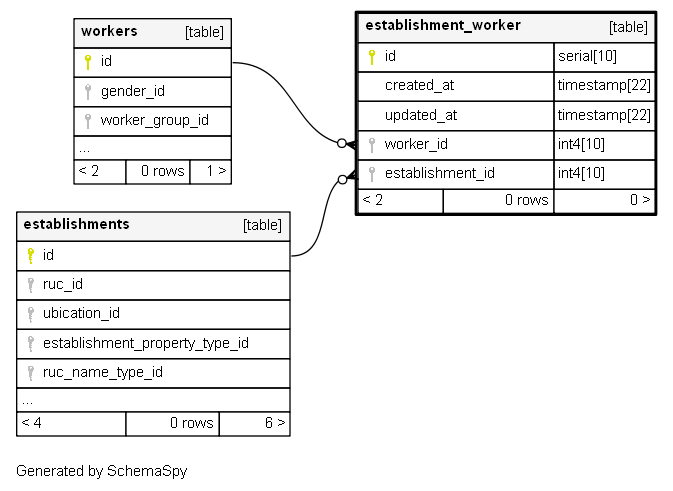 workers [table]
id
gender_id
worker_group_id
...
< 2 0 rows 1 >
establishment_worker [table]
id serial[10]
created_at timestamp[22]
updated_at timestamp[22]
worker_id int4[10]
establishment_id int4[10]
< 2 0 rows 0 >
establishments [table]
id
ruc_id
ubication_id
establishment_property_type_id
ruc_name_type_id
...
< 4 0 rows 6 >
Generated by SchemaSpy